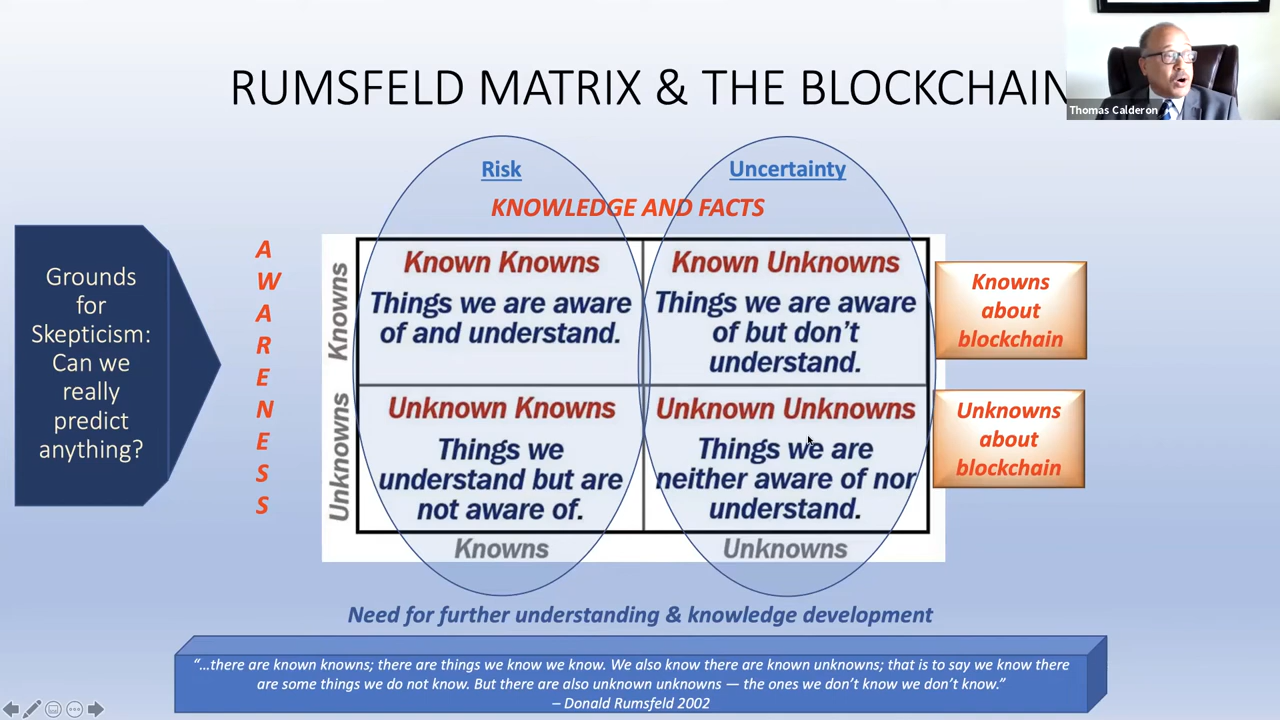 RUMSFELD MATRIX & THE BLOCKCHAIN
Thomas Calderon
Risk
Uncertainty
KNOWLEDGE AND FACTS
Grounds
for
Skepticism:
Can we
really
predict
anything?
A
W
A
R
E
N
E
S
S
Knowns
Unknowns
Known Knowns
Things we are aware
of and understand.
Known Unknowns
Things we are aware
of but don’t
understand.
Unknown Knowns
Things we
understand but are
not aware of.
Unknown Unknowns
Things we are
neither aware of nor
understand.
Knowns
Unknowns
Knowns
about
blockchain
Unknowns
about
blockchain
Need for further understanding & knowledge development
“…there are known knowns; there are things we know we know. We also know there are known unknowns; that is to say we know there
are some things we do not know. But there are also unknown unknowns — the ones we don’t know we don’t know.”
– Donald Rumsfeld 2002